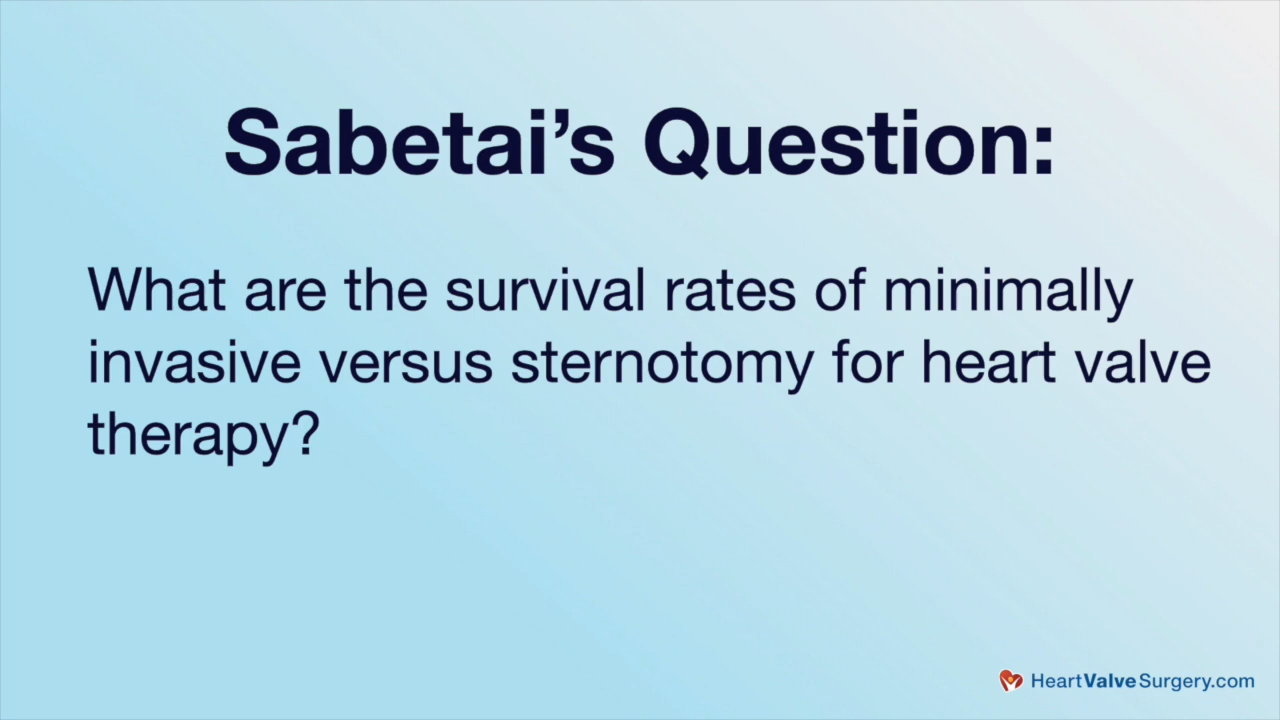 Sabetai’s Question:
What are the survival rates of minimally
invasive versus sternotomy for heart valve
therapy?
HeartValveSurgery.com